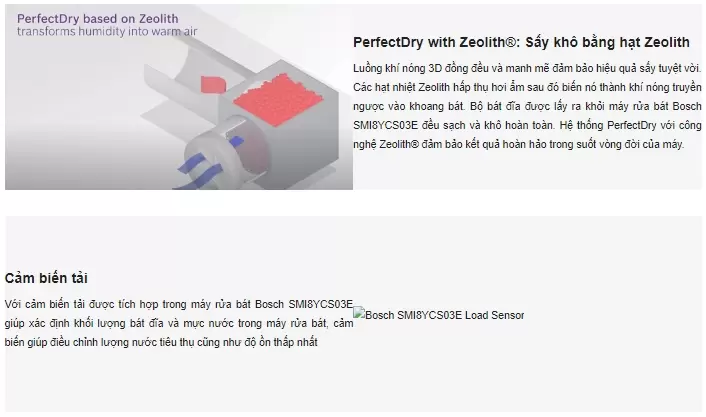 PerfectDry based on Zeolith
transforms humidity into warm air
PerfectDry with Zeolith®: Sấy khô bằng hạt Zeolith
Luồng khí nóng 3D đồng đều và mạnh mẽ đảm bảo hiệu quả sấy tuyệt vời.
Các hạt nhiệt Zeolith hấp thụ hơi ẩm sau đó biến nó thành khí nóng truyền
ngược vào khoang bát. Bộ bát đĩa được lấy ra khỏi máy rửa bát Bosch
SMI8YCS03E đều sạch và khô hoàn toàn. Hệ thống PerfectDry với công
nghệ Zeolith® đảm bảo kết quả hoàn hảo trong suốt vòng đời của máy.
Cảm biến tải
Với cảm biến tải được tích hợp trong máy rửa bát Bosch SMI8YCS03E
giúp xác định khối lượng bát đĩa và mực nước trong máy rửa bát, cảm
biến giúp điều chỉnh lượng nước tiêu thụ cũng như độ ồn thấp nhất
Bosch SMI8YCS03E Load Sensor